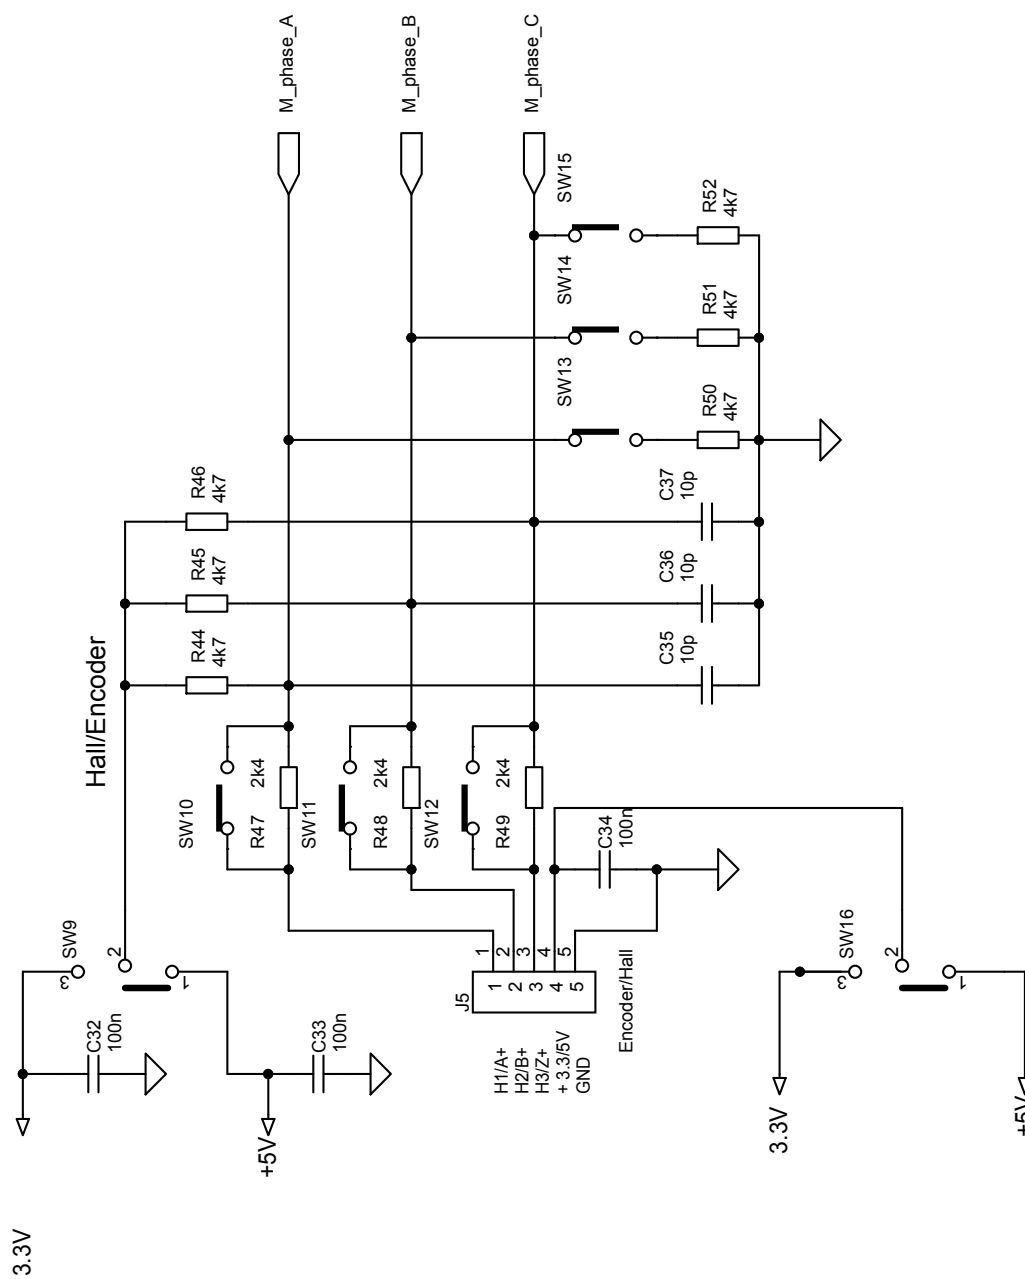 Hall/Encoder
3.3V
C32
100n
SW9
3
2
1
+5V
C33
100n
R44
4k7
R45
4k7
R46
4k7
SW10
R47
2k4
SW11
R48
2k4
SW12
R49
2k4
M_phase_A
M_phase_B
M_phase_C
J5
1
2
3
4
5
1
2
3
4
5
H1/A+
H2/B+
H3/Z+
+ 3.3/5V
GND
Encoder/Hall
C34
100n
C35
10p
C36
10p
C37
10p
SW13
SW14
SW15
R50
4k7
R51
4k7
R52
4k7
SW16
3
2
1
3.3V
+5V